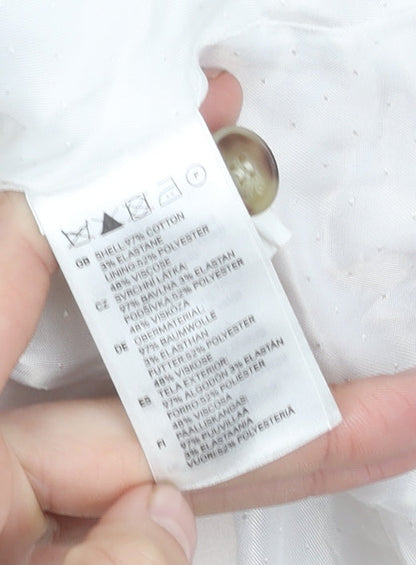 P
GB SHELL 97% COTTON
3% ELASTANE
LINING 52% POLYESTER
48% VISCOSE
CZ SVRCHNÍ LÁTKA
97% BAVLNA 3% ELASTAN
PODŠÍVKA 52% POLYESTER
48% VISKÓZA
DE OBERMATERIAL
97% BAUMWOLLE
3% ELASTHAN
FUTTER 52% POLYESTER
48% VISKOSE
ES TELA EXTERIOR
97% ALGODÓN 3% ELASTÁN
FORRO 52% POLIÉSTER
48% VISCOSA
FI PÄÄLLISKANGAS
97% PUUVILLAA
3% ELASTAANIA
VUORI 52% POLYESTERIÄ